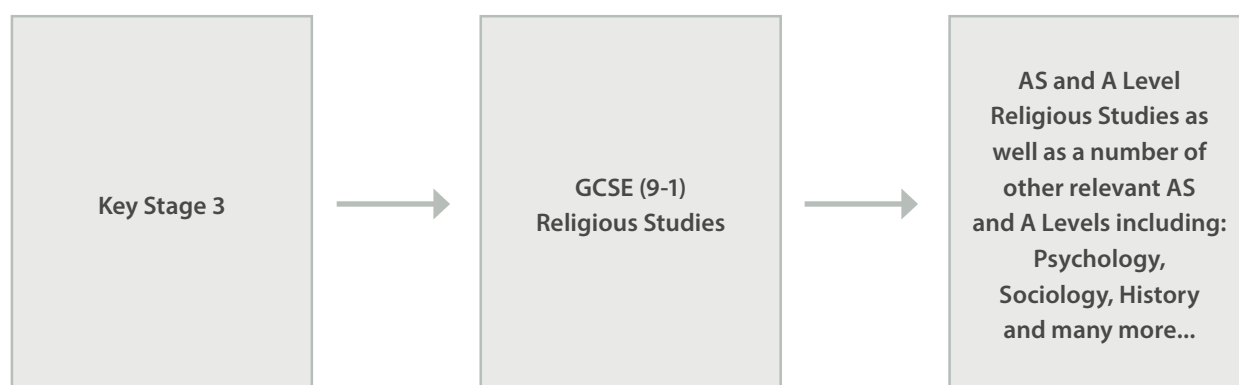 Key Stage 3
GCSE (9-1)
Religious Studies
AS and A Level
Religious Studies as
well as a number of
other relevant AS
and A Levels including:
Psychology,
Sociology, History
and many more...